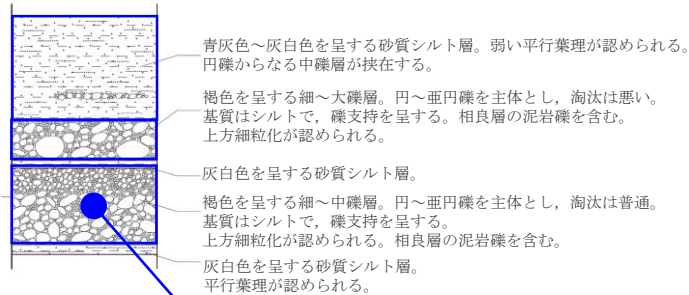 青灰色～灰白色を呈する砂質シルト層。弱い平行葉理が認められる。
円礫からなる中礫層が挟在する。
褐色を呈する細～大礫層。円～亜円礫を主体とし，淘汰は悪い。
基質はシルトで，礫支持を呈する。相良層の泥岩礫を含む。
上方細粒化が認められる。
灰白色を呈する砂質シルト層。
褐色を呈する細～中礫層。円～亜円礫を主体とし，淘汰は普通。
基質はシルトで，礫支持を呈する。
上方細粒化が認められる。相良層の泥岩礫を含む。
灰白色を呈する砂質シルト層。
平行葉理が認められる。